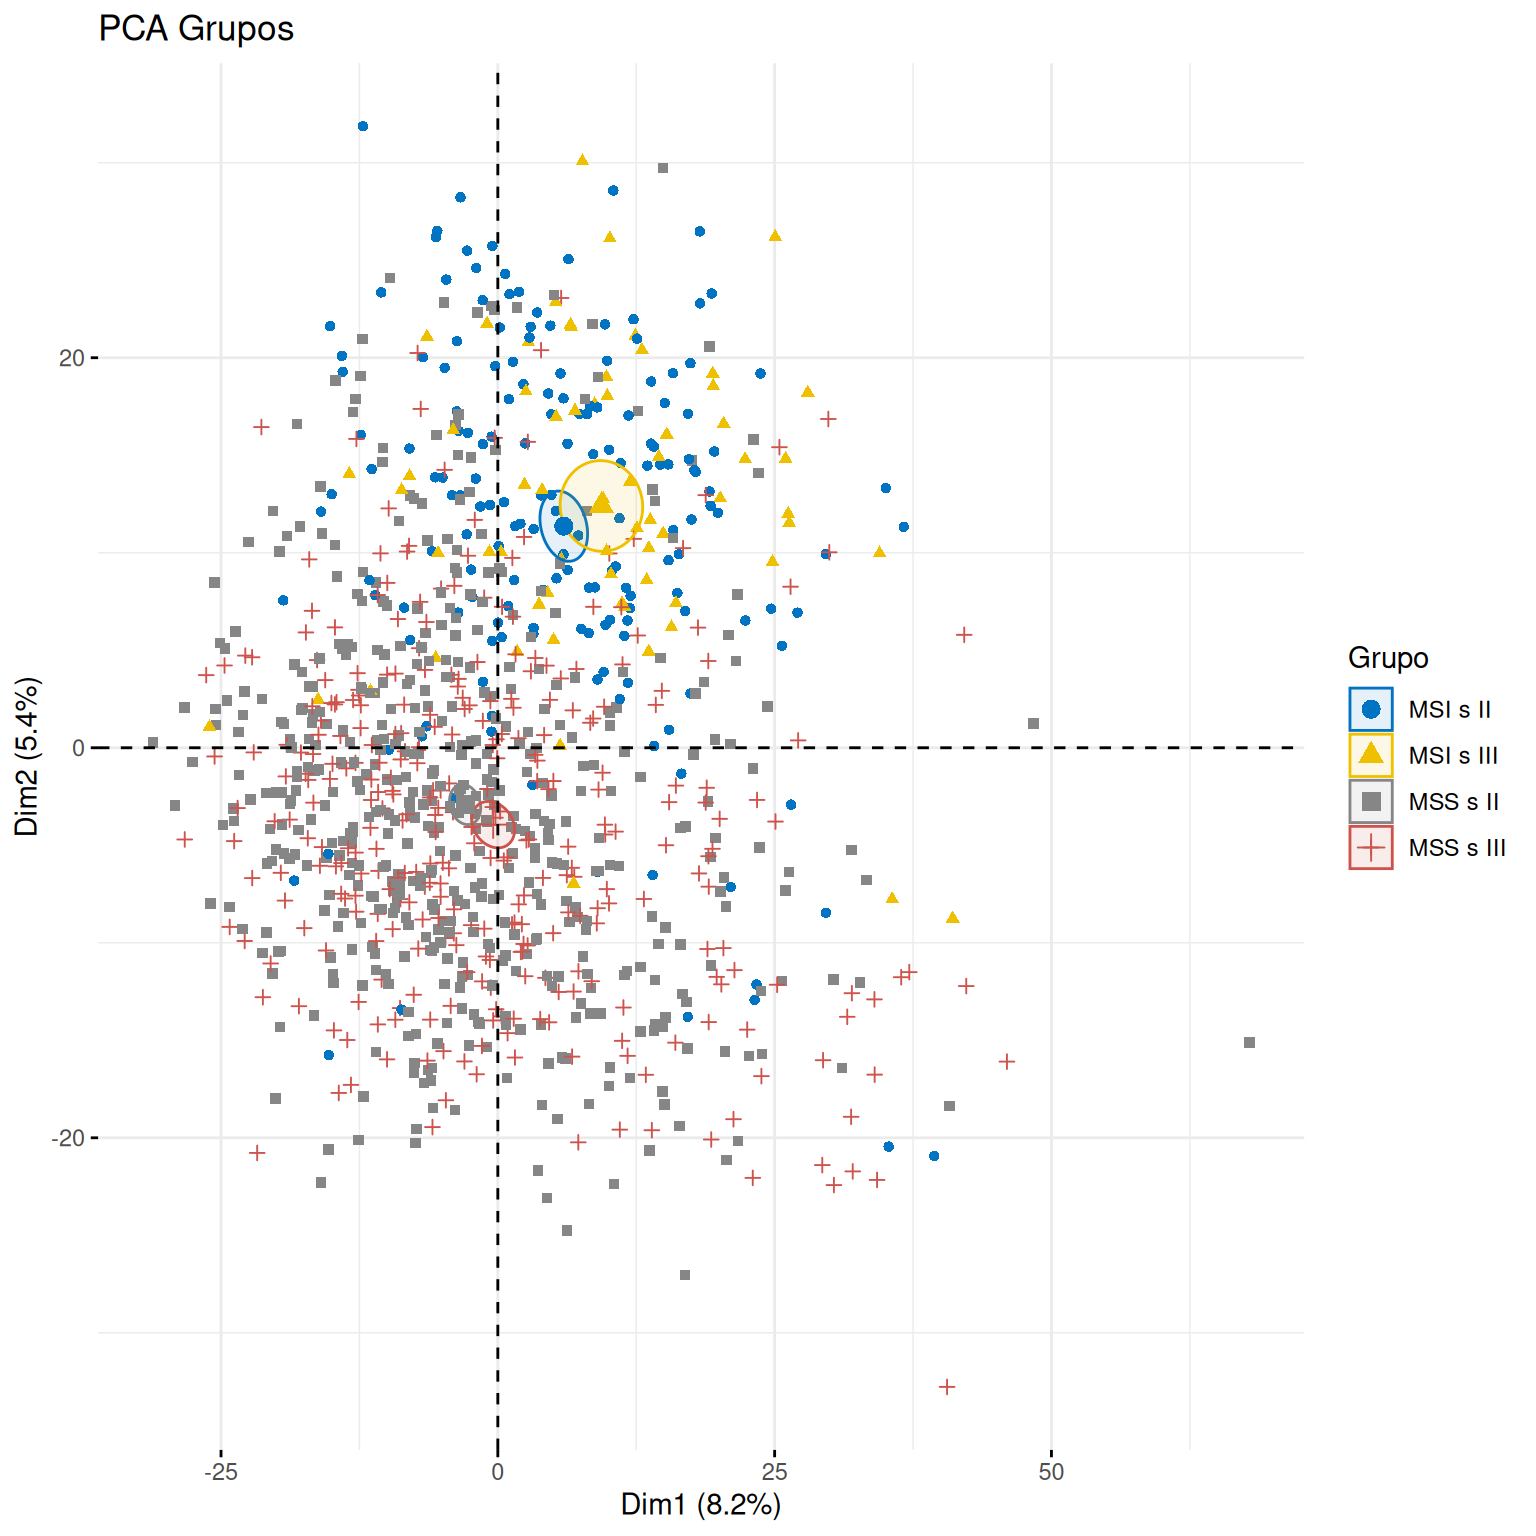 PCA Grupos
Dim2 (5.4%)
20
0
-20
-25
0
25
50
Dim1 (8.2%)
Grupo
MSI s II
MSI s III
MSS s II
MSS s III